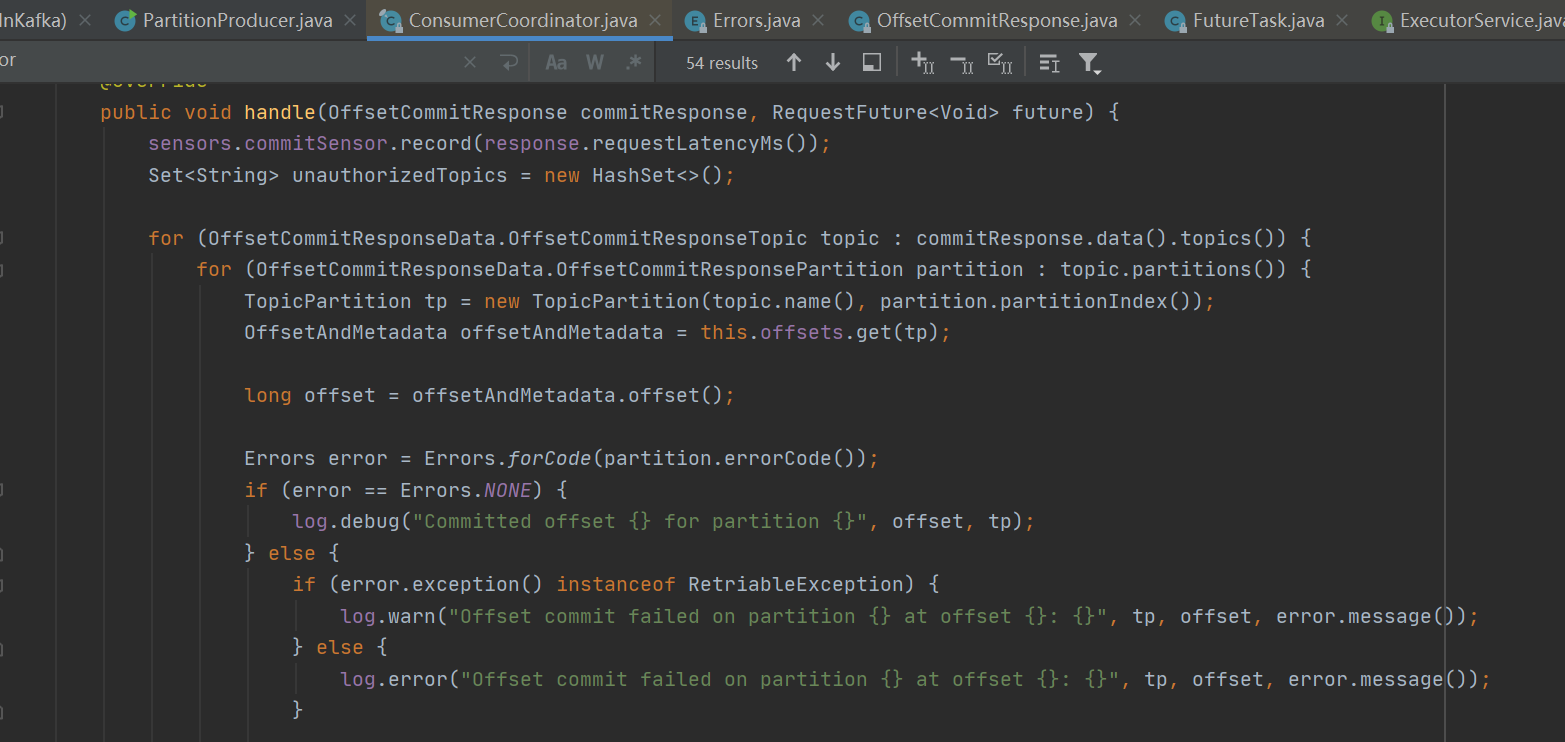 InKafka) PartitionProducer.java ConsumerCoordinator.java Errors.java OffsetCommitResponse.java FutureTask.java ExecutorService.java
or Aa W .* 54 results
@Override
public void handle(OffsetCommitResponse commitResponse, RequestFuture<Void> future) {
sensors.commitSensor.record(response.requestLatencyMs());
Set<String> unauthorizedTopics = new HashSet<>();
for (OffsetCommitResponseData.OffsetCommitResponseTopic topic : commitResponse.data().topics()) {
for (OffsetCommitResponseData.OffsetCommitResponsePartition partition : topic.partitions()) {
TopicPartition tp = new TopicPartition(topic.name(), partition.partitionIndex());
OffsetAndMetadata offsetAndMetadata = this.offsets.get(tp);
long offset = offsetAndMetadata.offset();
Errors error = Errors.forCode(partition.errorCode());
if (error == Errors.NONE) {
log.debug("Committed offset {} for partition {}", offset, tp);
} else {
if (error.exception() instanceof RetriableException) {
log.warn("Offset commit failed on partition {} at offset {}: {}", tp, offset, error.message());
} else {
log.error("Offset commit failed on partition {} at offset {}: {}", tp, offset, error.message());
}